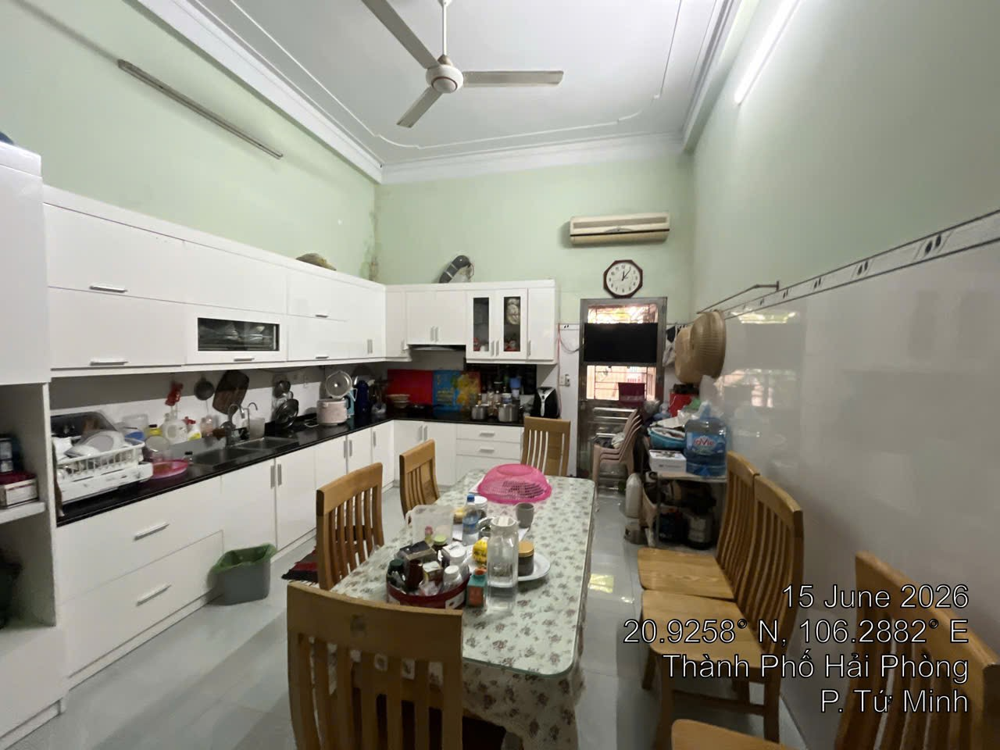 15 June 2026
20.9258° N, 106.2882° E
Thành Phố Hải Phòng
P. Tứ Minh